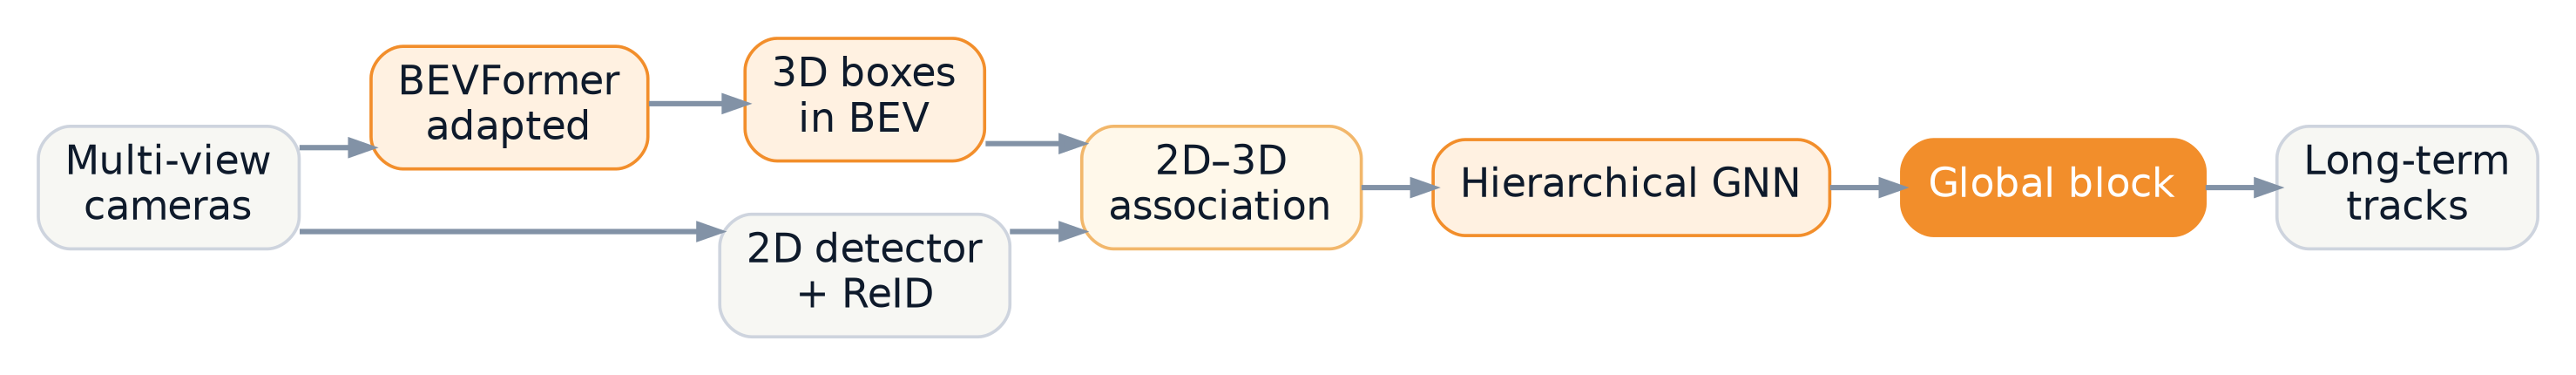 Multi-view
cameras
BEVFormer
adapted
3D boxes
in BEV
2D detector
+ ReID
2D–3D
association
Hierarchical GNN
Global block
Long-term
tracks